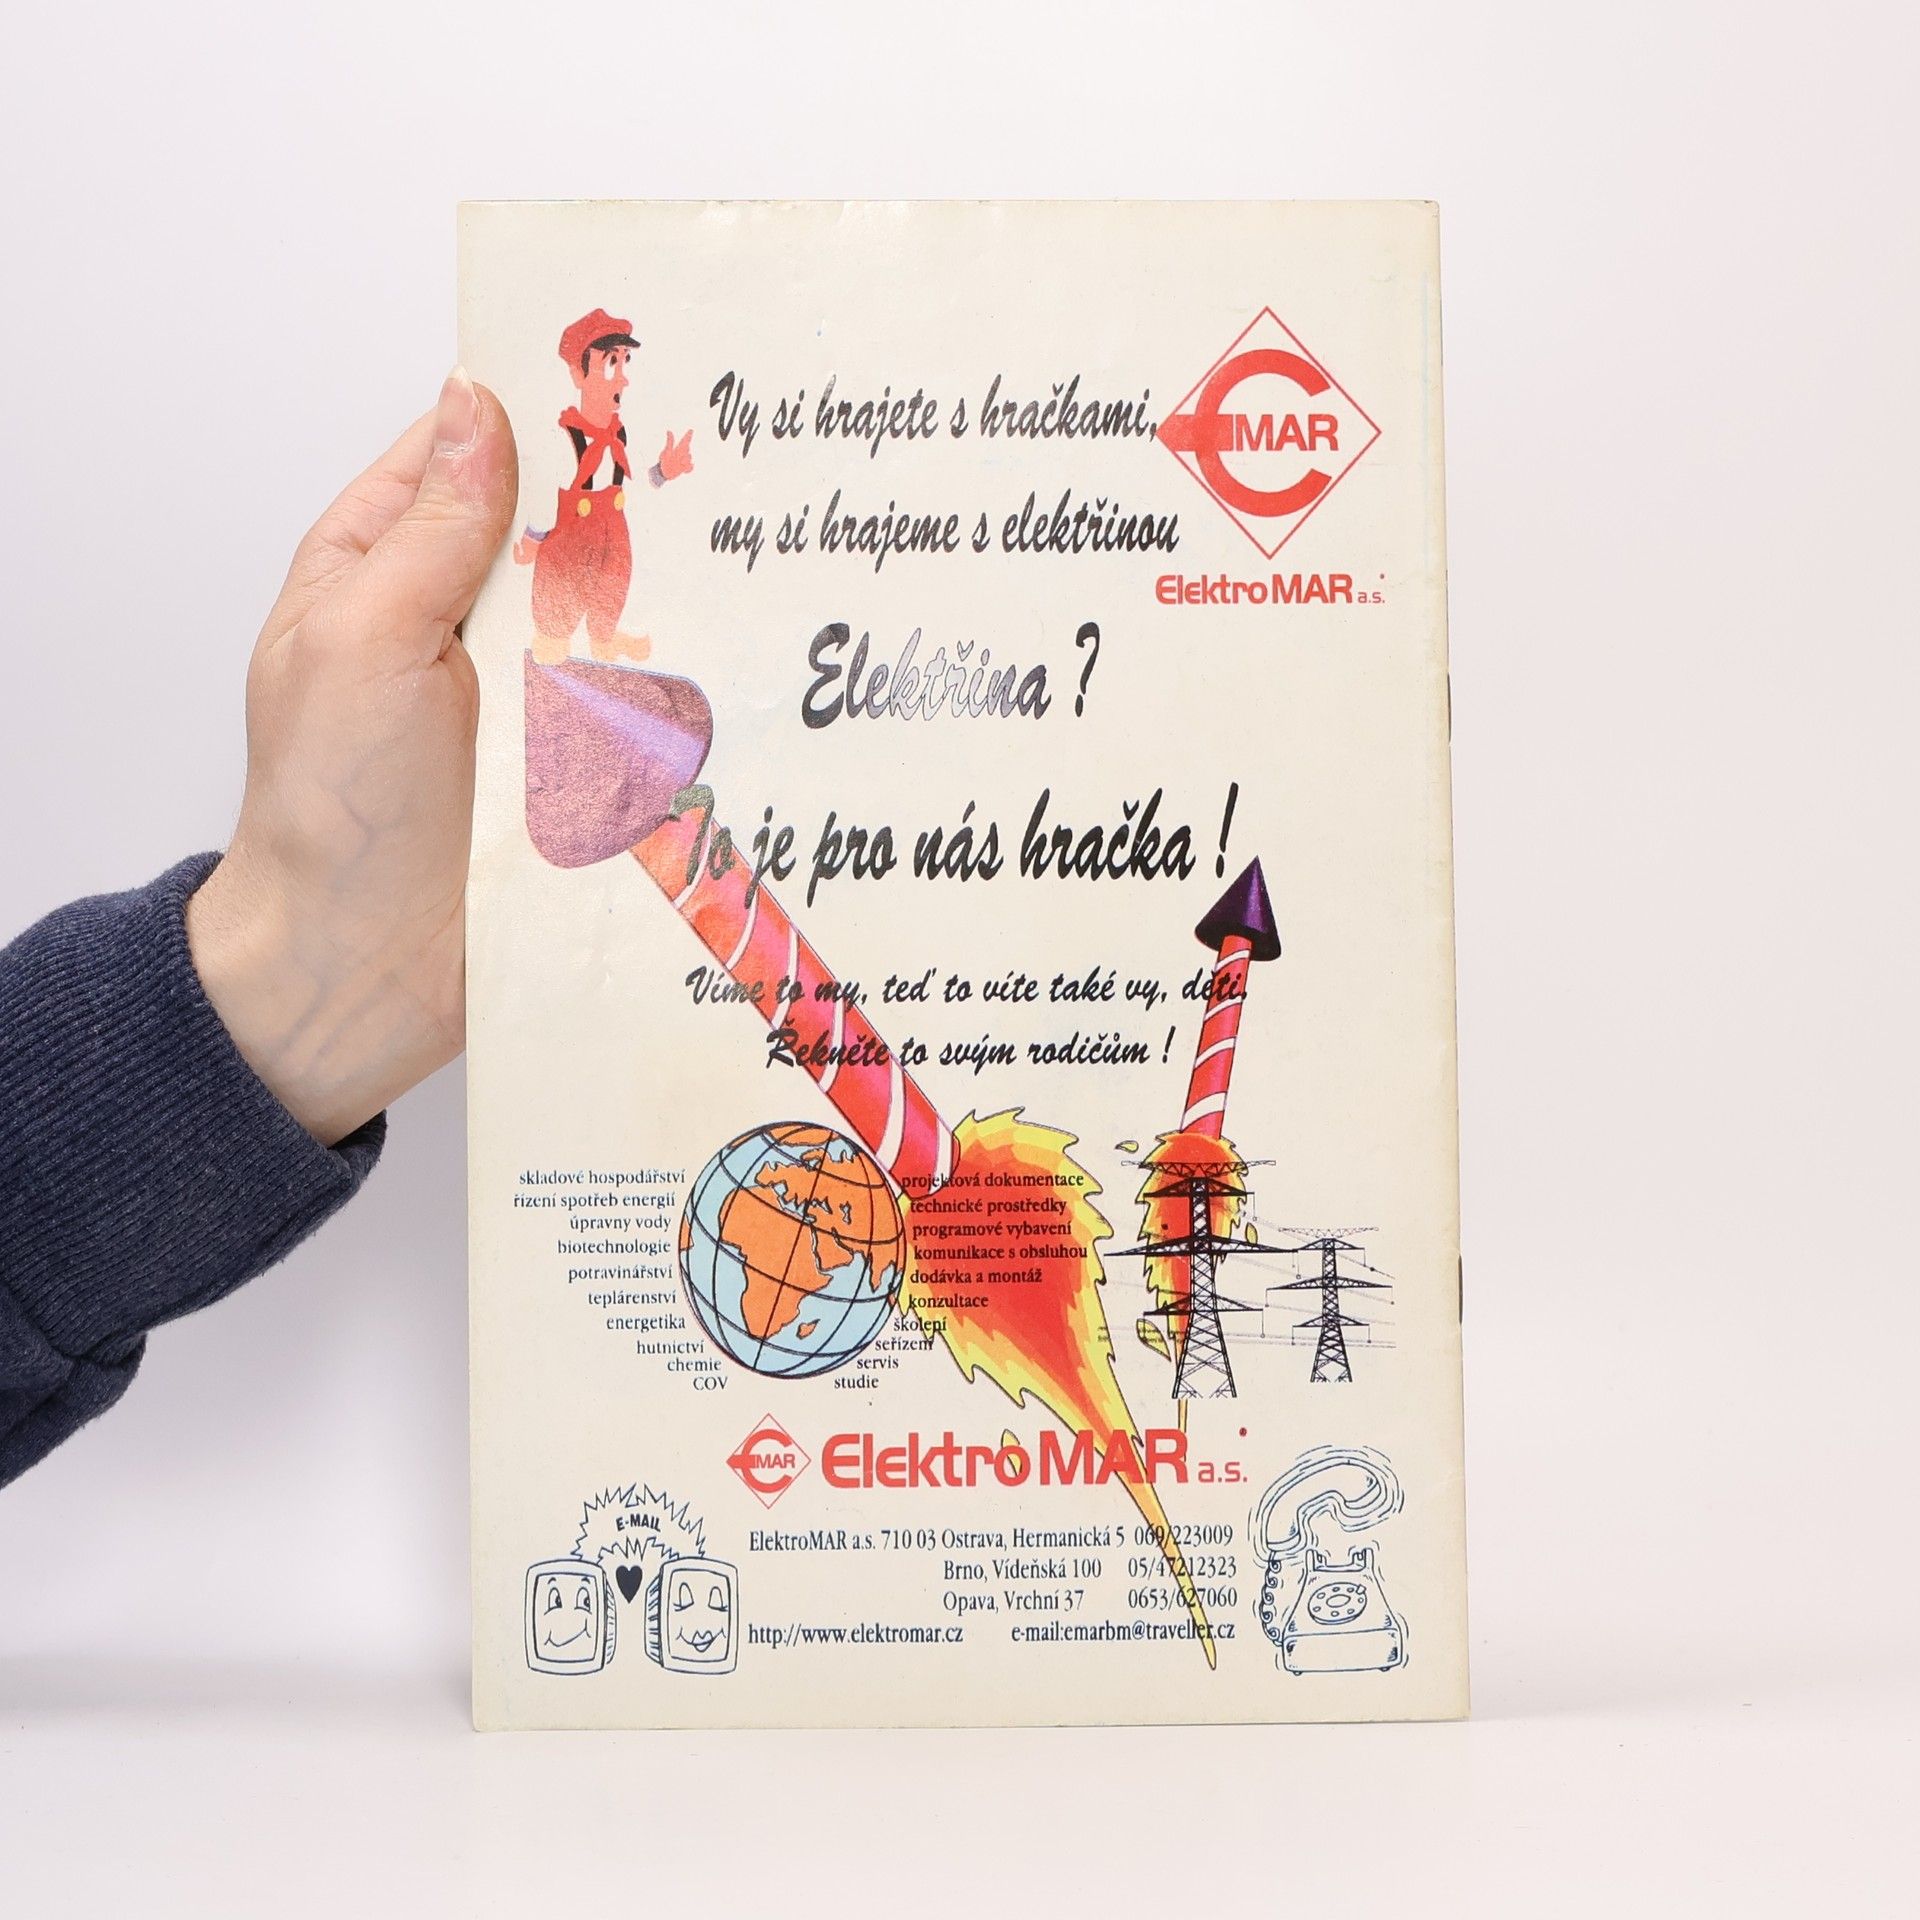 Vy si hrajete s hračkami,
MAR
my si hrajeme s elektřinou
ElektroMAR a.s.
Elektřina ?
To je pro nás hračka !
Víme to my, teď to víte také vy, děti.
Řekněte to svým rodičům !
skladové hospodářství
řízení spotřeb energií
úpravny vody
biotechnologie
potravinářství
teplárenství
energetika
hutnictví
chemie
COV
projektová dokumentace
technické prostředky
programové vybavení
komunikace s obsluhou
dodávka a montáž
konzultace
školení
seřízení
servis
studie
MAR ElektroMAR a.s.
E-MAIL
ElektroMAR a.s. 710 03 Ostrava, Hermanická 5 069/223009
Brno, Vídeňská 100 05/47212323
Opava, Vrchní 37 0653/627060
http://www.elektromar.cz e-mail:emarbm@traveller.cz